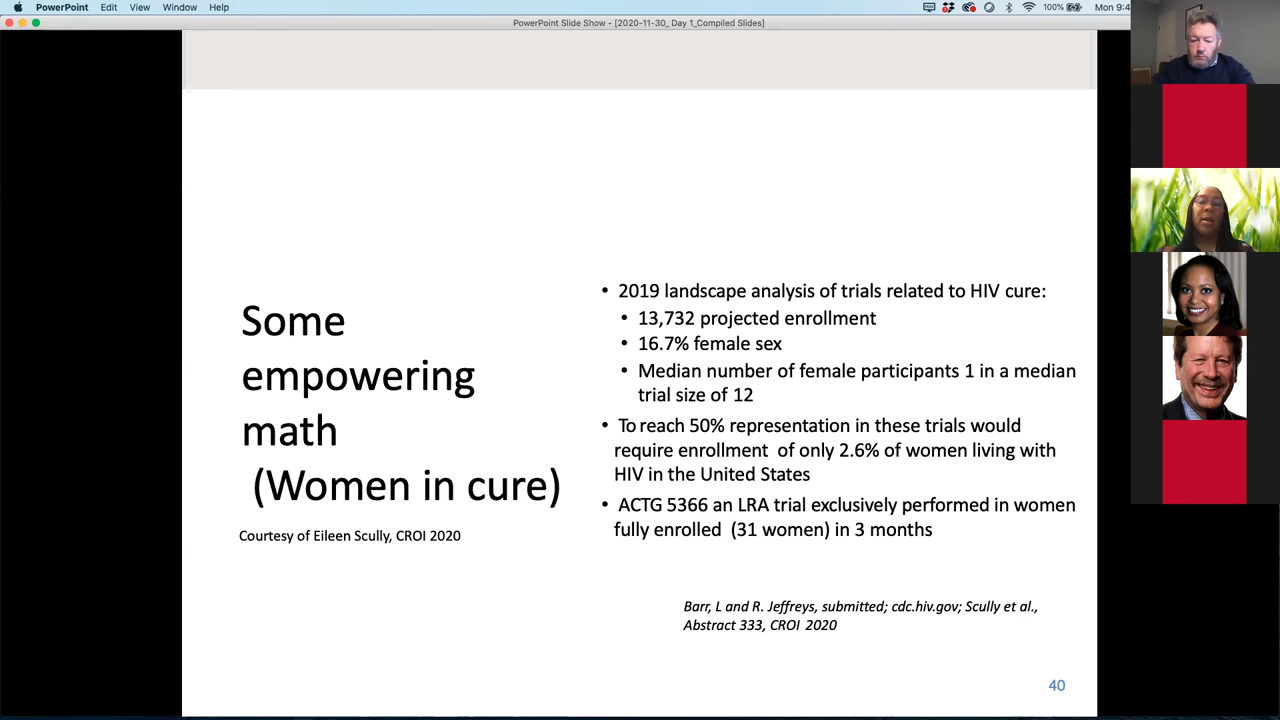 PowerPoint Edit View Window Help 100% Mon 9:4
PowerPoint Slide Show - [2020-11-30_ Day 1_Compiled Slides]
Some
empowering
math
(Women in cure)
Courtesy of Eileen Scully, CROI 2020
• 2019 landscape analysis of trials related to HIV cure:
• 13,732 projected enrollment
• 16.7% female sex
• Median number of female participants 1 in a median
trial size of 12
• To reach 50% representation in these trials would
require enrollment of only 2.6% of women living with
HIV in the United States
• ACTG 5366 an LRA trial exclusively performed in women
fully enrolled (31 women) in 3 months
Barr, L and R. Jeffreys, submitted; cdc.hiv.gov; Scully et al.,
Abstract 333, CROI 2020
40